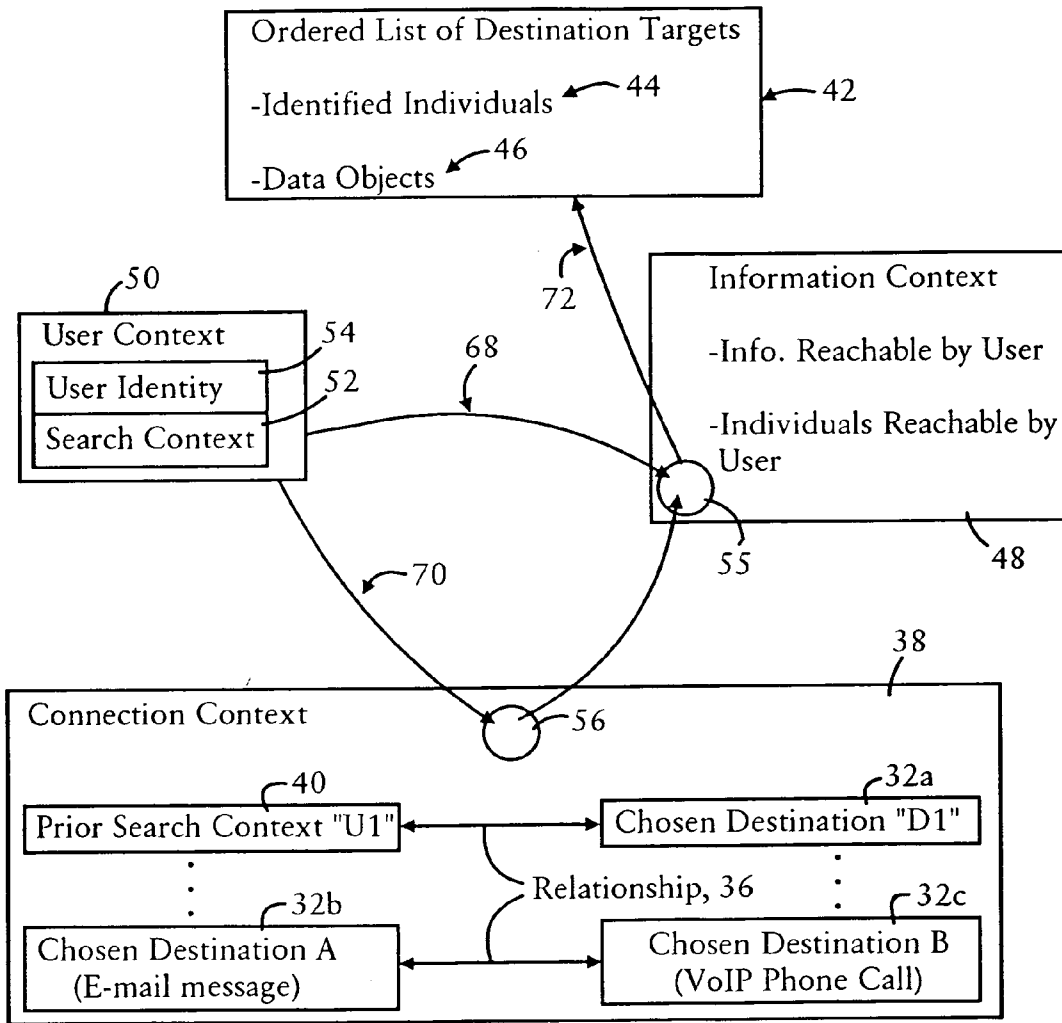 Ordered List of Destination Targets
-Identified Individuals
44
42
-Data Objects
46
72
50
User Context
54
User Identity
52
Search Context
68
Information Context
-Info. Reachable by User
-Individuals Reachable by
User
55
48
70
38
Connection Context
56
40
32a
Prior Search Context "U1"
Chosen Destination "D1"
Relationship, 36
32b
32c
Chosen Destination A
(E-mail message)
Chosen Destination B
(VoIP Phone Call)